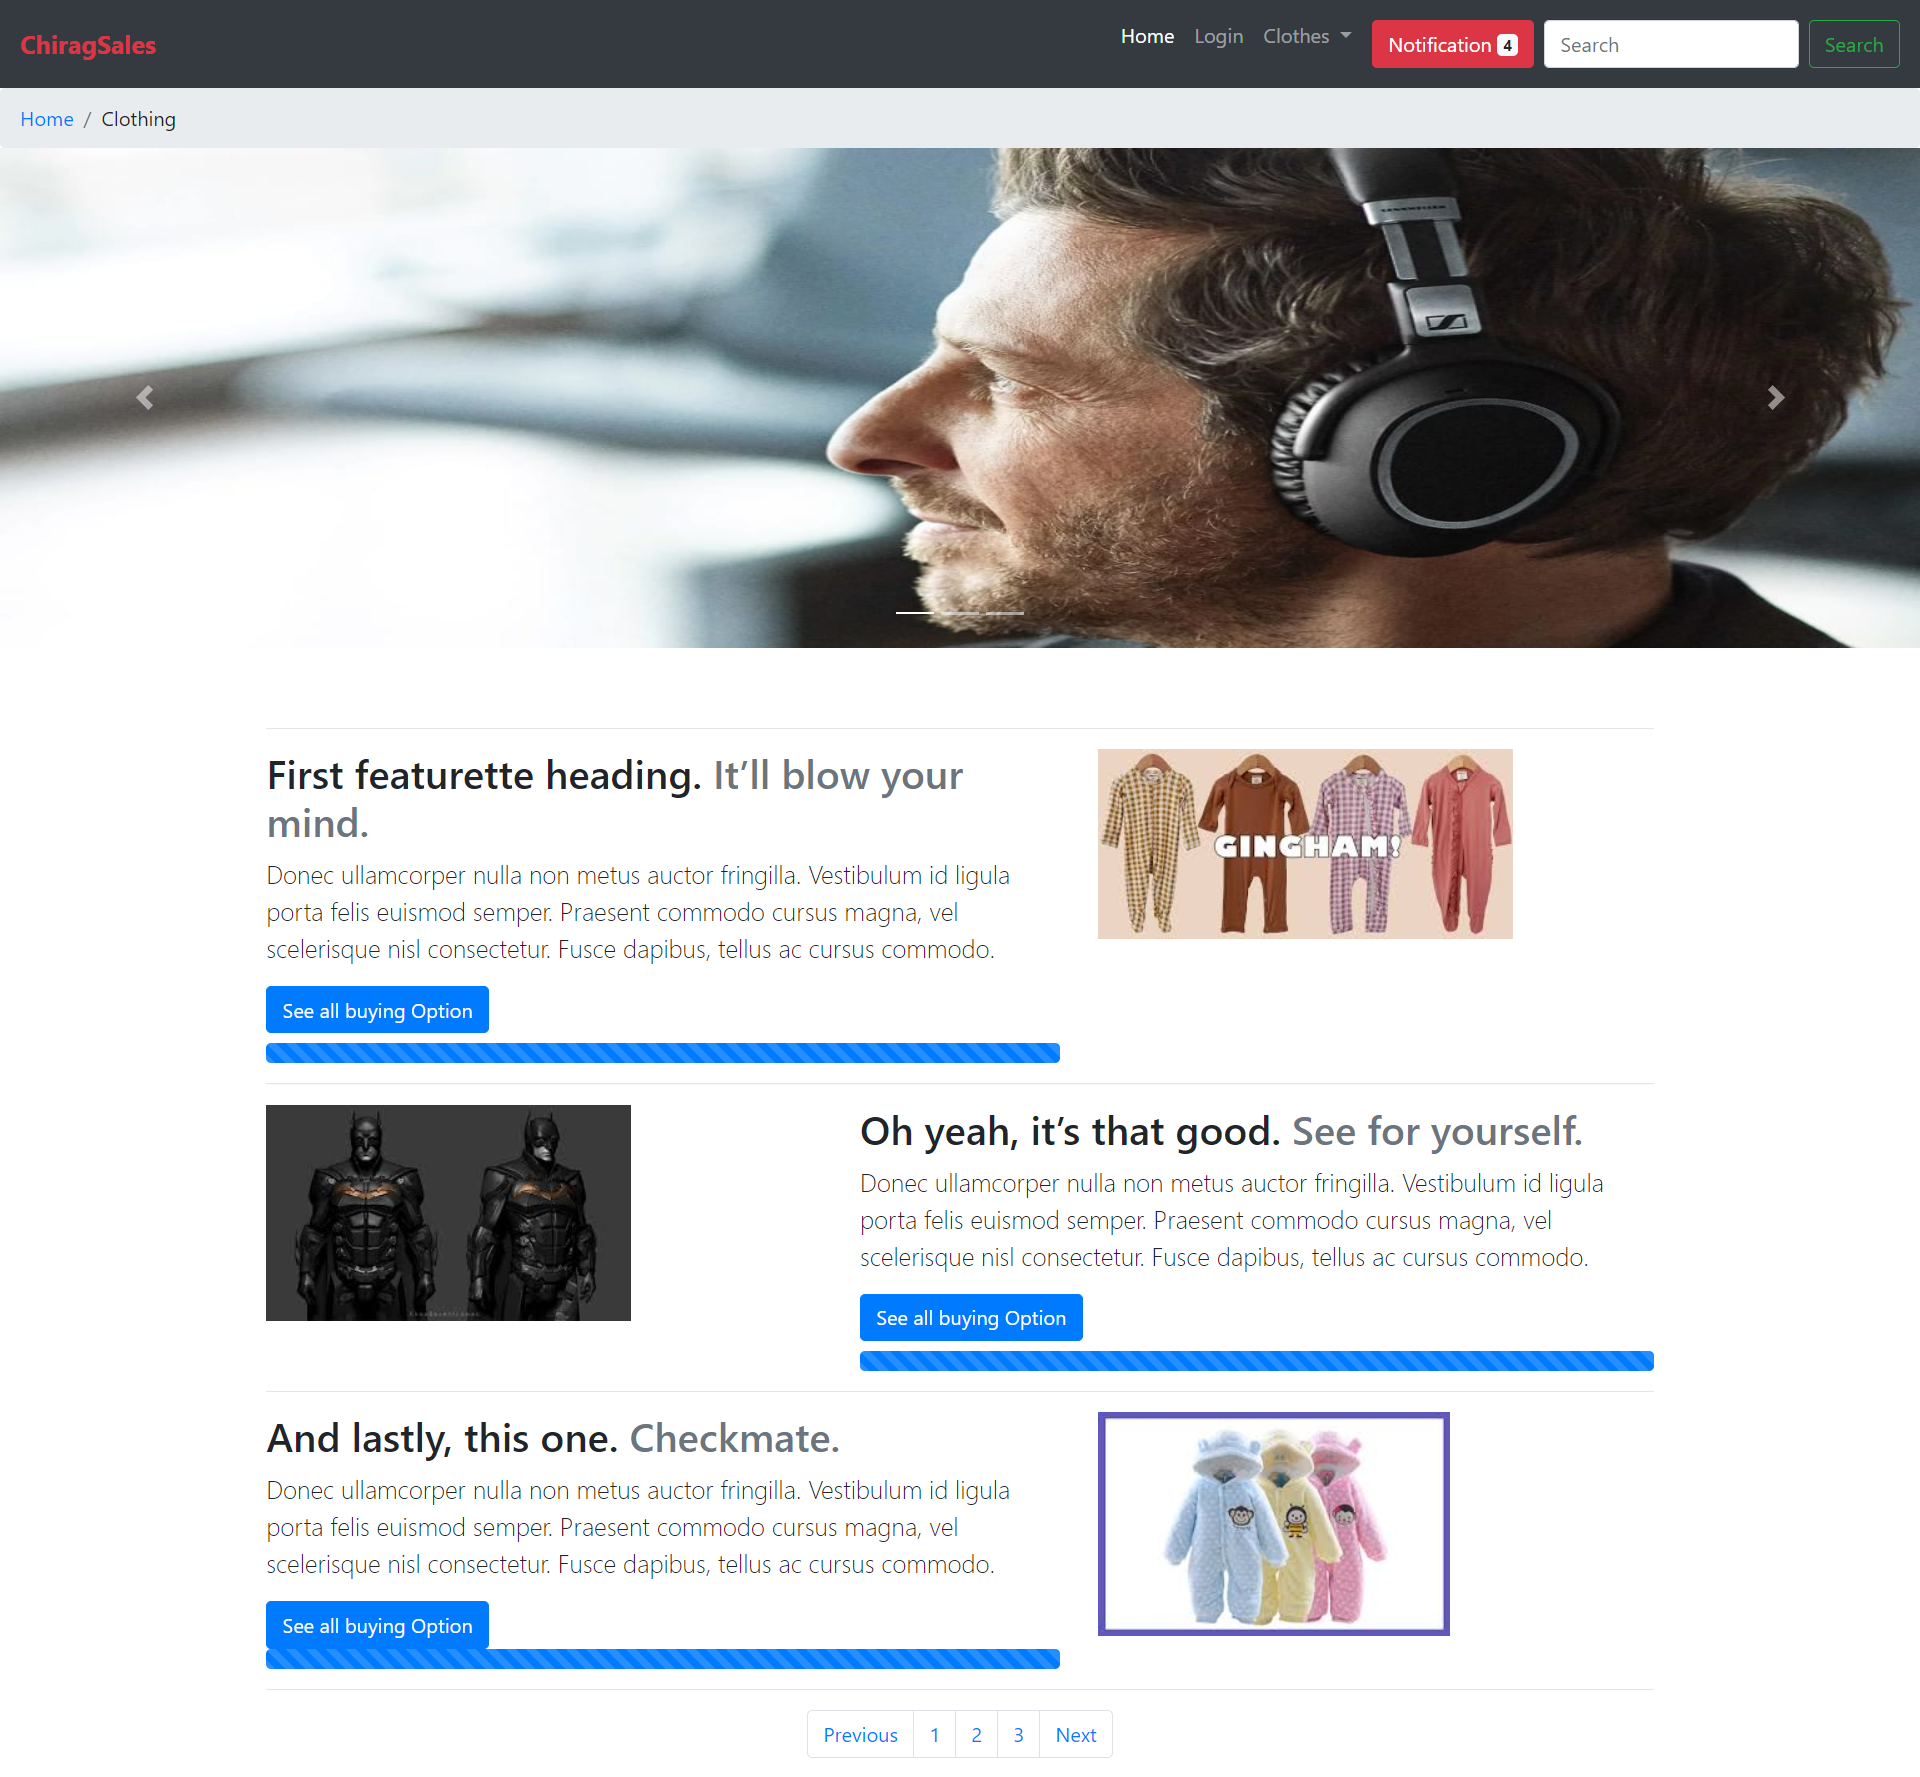 ChiragSales
Home Login Clothes Notification 4 Search Search
Home / Clothing
First featurette heading. It’ll blow your
mind.
Donec ullamcorper nulla non metus auctor fringilla. Vestibulum id ligula
porta felis euismod semper. Praesent commodo cursus magna, vel
scelerisque nisl consectetur. Fusce dapibus, tellus ac cursus commodo.
See all buying Option
GINGHAM!
Oh yeah, it’s that good. See for yourself.
Donec ullamcorper nulla non metus auctor fringilla. Vestibulum id ligula
porta felis euismod semper. Praesent commodo cursus magna, vel
scelerisque nisl consectetur. Fusce dapibus, tellus ac cursus commodo.
See all buying Option
And lastly, this one. Checkmate.
Donec ullamcorper nulla non metus auctor fringilla. Vestibulum id ligula
porta felis euismod semper. Praesent commodo cursus magna, vel
scelerisque nisl consectetur. Fusce dapibus, tellus ac cursus commodo.
See all buying Option
Previous 1 2 3 Next